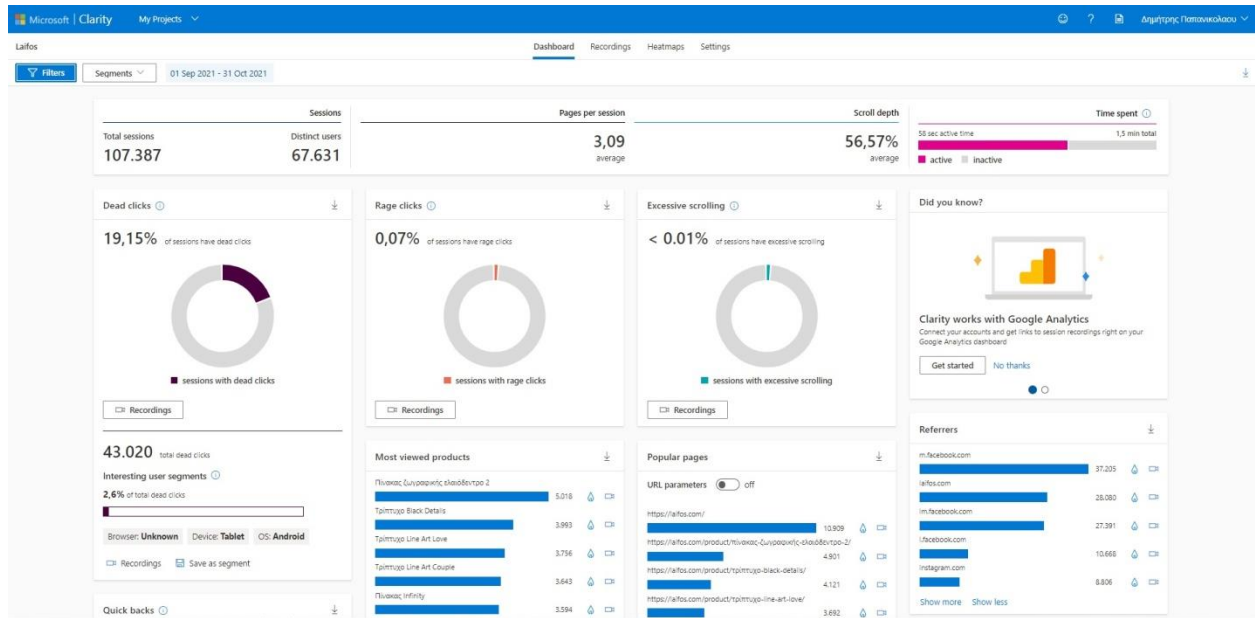 Microsoft | Clarity My Projects
Δημήτρης Παπανικολαου
Laifos Dashboard Recordings Heatmaps Settings
Filters Segments 01 Sep 2021 - 31 Oct 2021
Sessions
Total sessions Distinct users
107.387 67.631
Pages per session
3,09
average
Scroll depth
56,57%
average
Time spent
58 sec active time 1,5 min total
active inactive
Dead clicks
19,15% of sessions have dead clicks
sessions with dead clicks
Recordings
43.020 total dead clicks
Interesting user segments
2,6% of total dead clicks
Browser: Unknown Device: Tablet OS: Android
Recordings Save as segment
Quick backs
Rage clicks
0,07% of sessions have rage clicks
sessions with rage clicks
Recordings
Most viewed products
Πίνακας ζωγραφικής ελαιόδεντρο 2
5.018
Τρίπτυχο Black Details
3.993
Τρίπτυχο Line Art Love
3.756
Τρίπτυχο Line Art Couple
3.643
Πίνακας Infinity
3.594
Excessive scrolling
< 0.01% of sessions have excessive scrolling
sessions with excessive scrolling
Recordings
Popular pages
URL parameters off
https://laifos.com/
10.909
https://laifos.com/product/πίνακας-ζωγραφικής-ελαιόδεντρο-2/
4.901
https://laifos.com/product/τρίπτυχο-black-details/
4.121
https://laifos.com/product/τρίπτυχο-line-art-love/
3.692
Did you know?
Clarity works with Google Analytics
Connect your accounts and get links to session recordings right on your
Google Analytics dashboard
Get started No thanks
Referrers
m.facebook.com
37.205
laifos.com
28.080
lm.facebook.com
27.391
l.facebook.com
10.668
instagram.com
8.806
Show more Show less